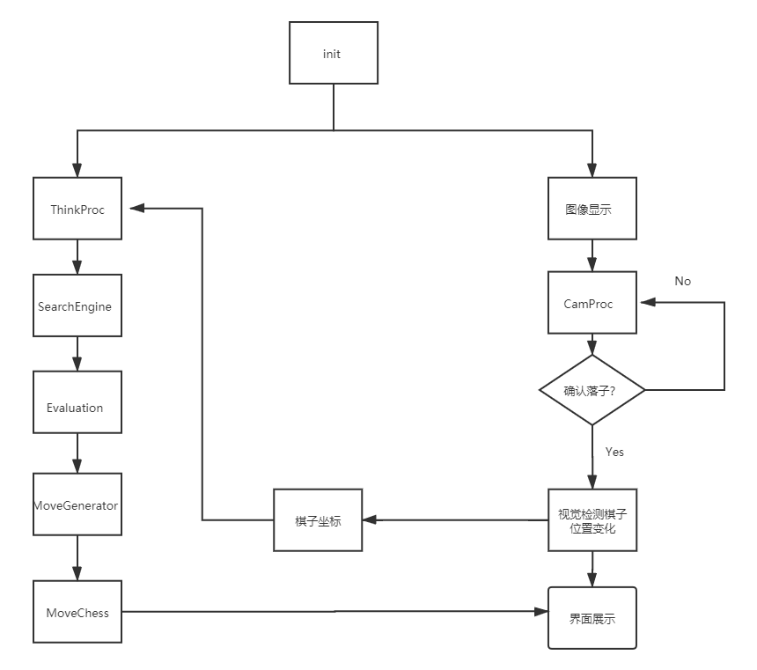 init
ThinkProc
图像显示
SearchEngine
CamProc
No
Evaluation
确认落子?
Yes
MoveGenerator
棋子坐标
视觉检测棋子
位置变化
MoveChess
界面展示